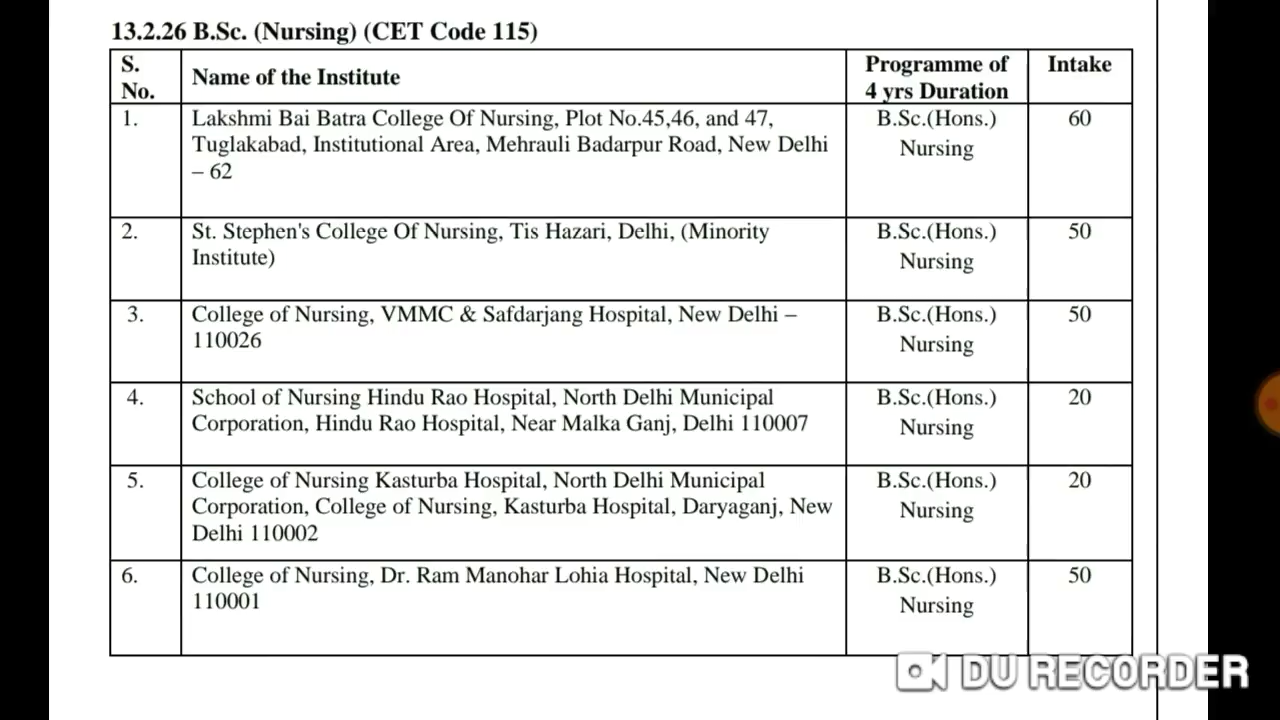 13.2.26 B.Sc. (Nursing) (CET Code 115)
S. No. Name of the Institute Programme of 4 yrs Duration Intake
1. Lakshmi Bai Batra College Of Nursing, Plot No.45,46, and 47, B.Sc.(Hons.) 60
Tuglakabad, Institutional Area, Mehrauli Badarpur Road, New Delhi Nursing
– 62
2. St. Stephen's College Of Nursing, Tis Hazari, Delhi, (Minority B.Sc.(Hons.) 50
Institute) Nursing
3. College of Nursing, VMMC & Safdarjang Hospital, New Delhi – B.Sc.(Hons.) 50
110026 Nursing
4. School of Nursing Hindu Rao Hospital, North Delhi Municipal B.Sc.(Hons.) 20
Corporation, Hindu Rao Hospital, Near Malka Ganj, Delhi 110007 Nursing
5. College of Nursing Kasturba Hospital, North Delhi Municipal B.Sc.(Hons.) 20
Corporation, College of Nursing, Kasturba Hospital, Daryaganj, New Nursing
Delhi 110002
6. College of Nursing, Dr. Ram Manohar Lohia Hospital, New Delhi B.Sc.(Hons.) 50
110001 Nursing
DU RECORDER